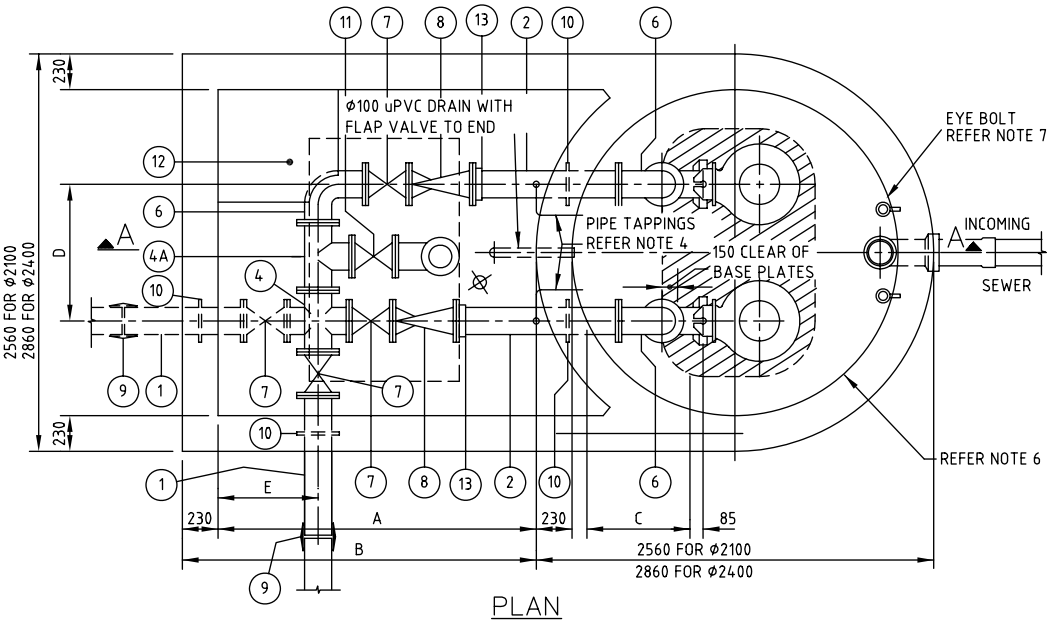 11
7
8
13
2
10
6
230
Ø100 uPVC DRAIN WITH
FLAP VALVE TO END
EYE BOLT
REFER NOTE 7
12
6
D
A
PIPE TAPPINGS
REFER NOTE 4
150 CLEAR OF
BASE PLATES
A
INCOMING
SEWER
4A
4
10
2560 FOR Ø2100
2860 FOR Ø2400
9
1
7
7
10
230
7
8
13
2
10
6
REFER NOTE 6
1
E
230
A
230
C
85
B
2560 FOR Ø2100
2860 FOR Ø2400
9
PLAN